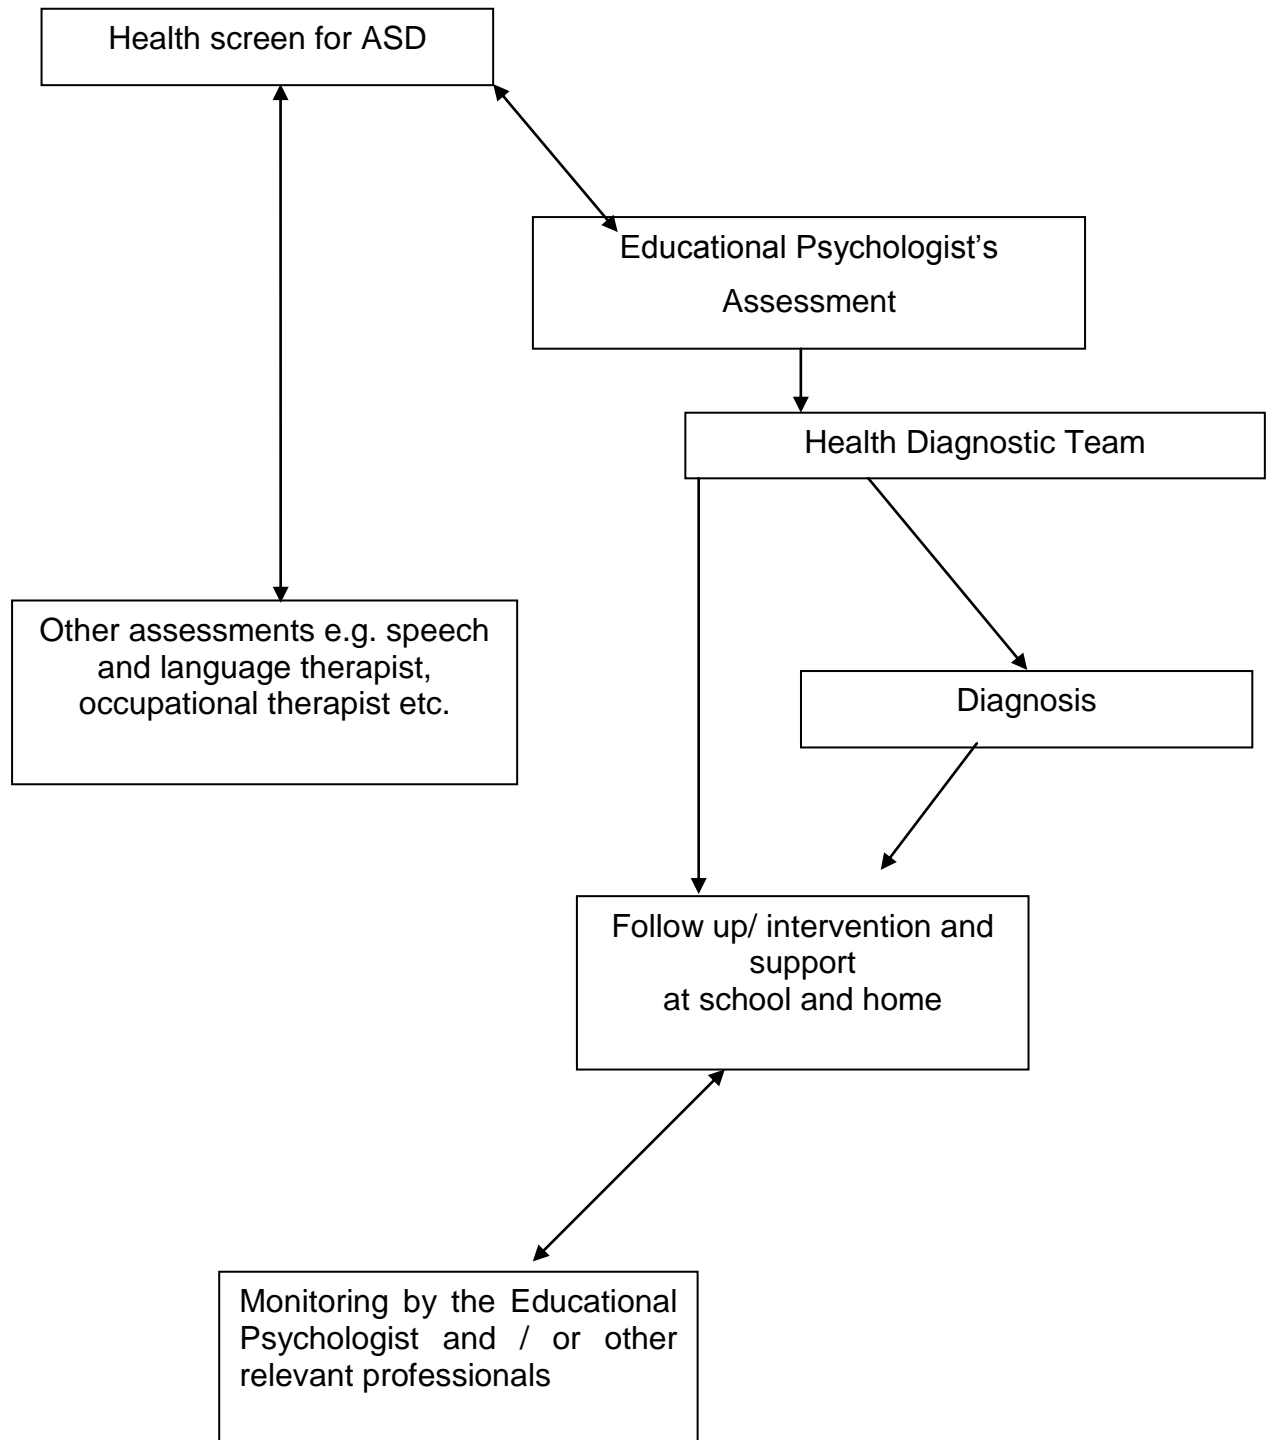 Health screen for ASD
Educational Psychologist’s
Assessment
Health Diagnostic Team
Other assessments e.g. speech
and language therapist,
occupational therapist etc.
Diagnosis
Follow up/ intervention and
support
at school and home
Monitoring by the Educational
Psychologist and / or other
relevant professionals